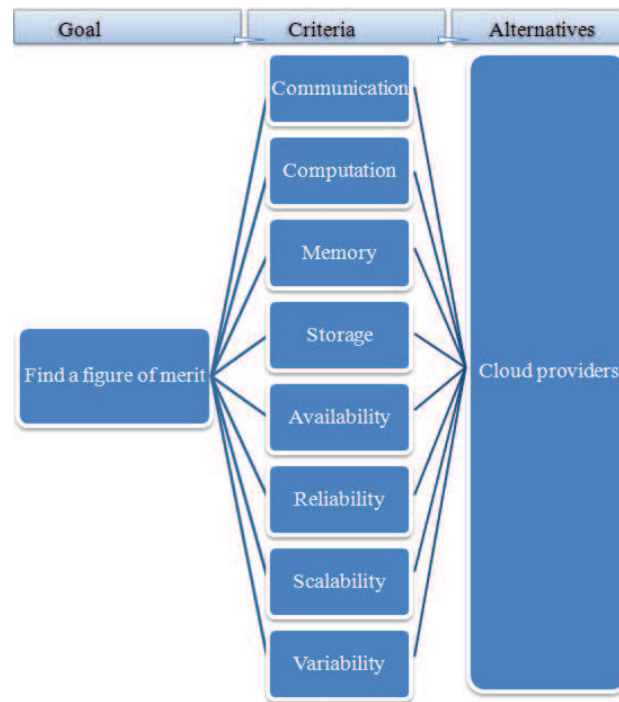 Goal
Criteria
Alternatives
Communication
Computation
Memory
Storage
Find a figure of merit
Cloud providers
Availability
Reliability
Scalability
Variability